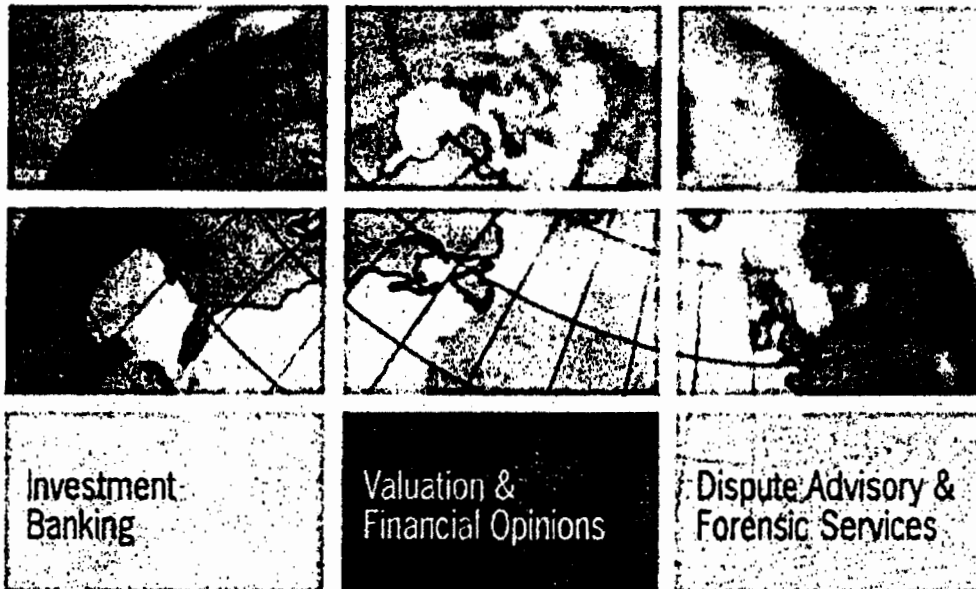 Investment
Banking
Valuation &
Financial Opinions
Dispute Advisory &
Forensic Services